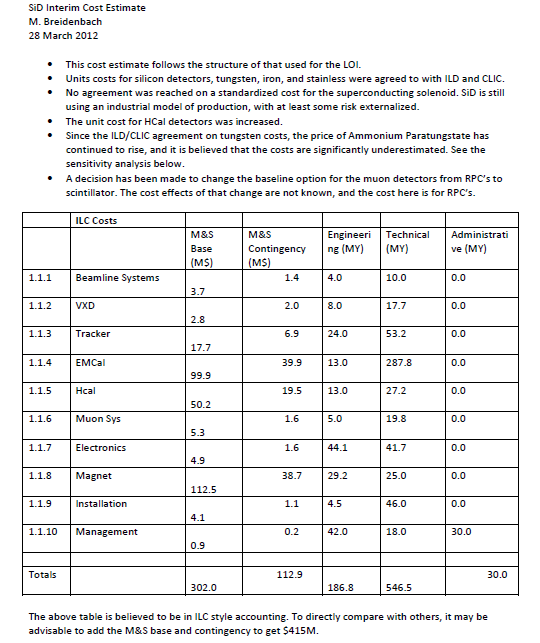 SiD Interim Cost Estimate
M. Breidenbach
28 March 2012
• This cost estimate follows the structure of that used for the LOI.
• Units costs for silicon detectors, tungsten, iron, and stainless were agreed to with ILD and CLIC.
• No agreement was reached on a standardized cost for the superconducting solenoid. SiD is still
using an industrial model of production, with at least some risk externalized.
• The unit cost for HCal detectors was increased.
• Since the ILD/CLIC agreement on tungsten costs, the price of Ammonium Paratungstate has
continued to rise, and it is believed that the costs are significantly underestimated. See the
sensitivity analysis below.
• A decision has been made to change the baseline option for the muon detectors from RPC's to
scintillator. The cost effects of that change are not known, and the cost here is for RPC's.
ILC Costs
M&S Base (M$) M&S Contingency (M$) Engineeri ng (MY) Technical (MY) Administrati ve (MY)
1.1.1 Beamline Systems 3.7 1.4 4.0 10.0 0.0
1.1.2 VXD 2.8 2.0 8.0 17.7 0.0
1.1.3 Tracker 17.7 6.9 24.0 53.2 0.0
1.1.4 EMCal 99.9 39.9 13.0 287.8 0.0
1.1.5 Hcal 50.2 19.5 13.0 27.2 0.0
1.1.6 Muon Sys 5.3 1.6 5.0 19.8 0.0
1.1.7 Electronics 4.9 1.6 44.1 41.7 0.0
1.1.8 Magnet 112.5 38.7 29.2 25.0 0.0
1.1.9 Installation 4.1 1.1 4.5 46.0 0.0
1.1.10 Management 0.9 0.2 42.0 18.0 30.0
Totals 302.0 112.9 186.8 546.5 30.0
The above table is believed to be in ILC style accounting. To directly compare with others, it may be
advisable to add the M&S base and contingency to get $415M.